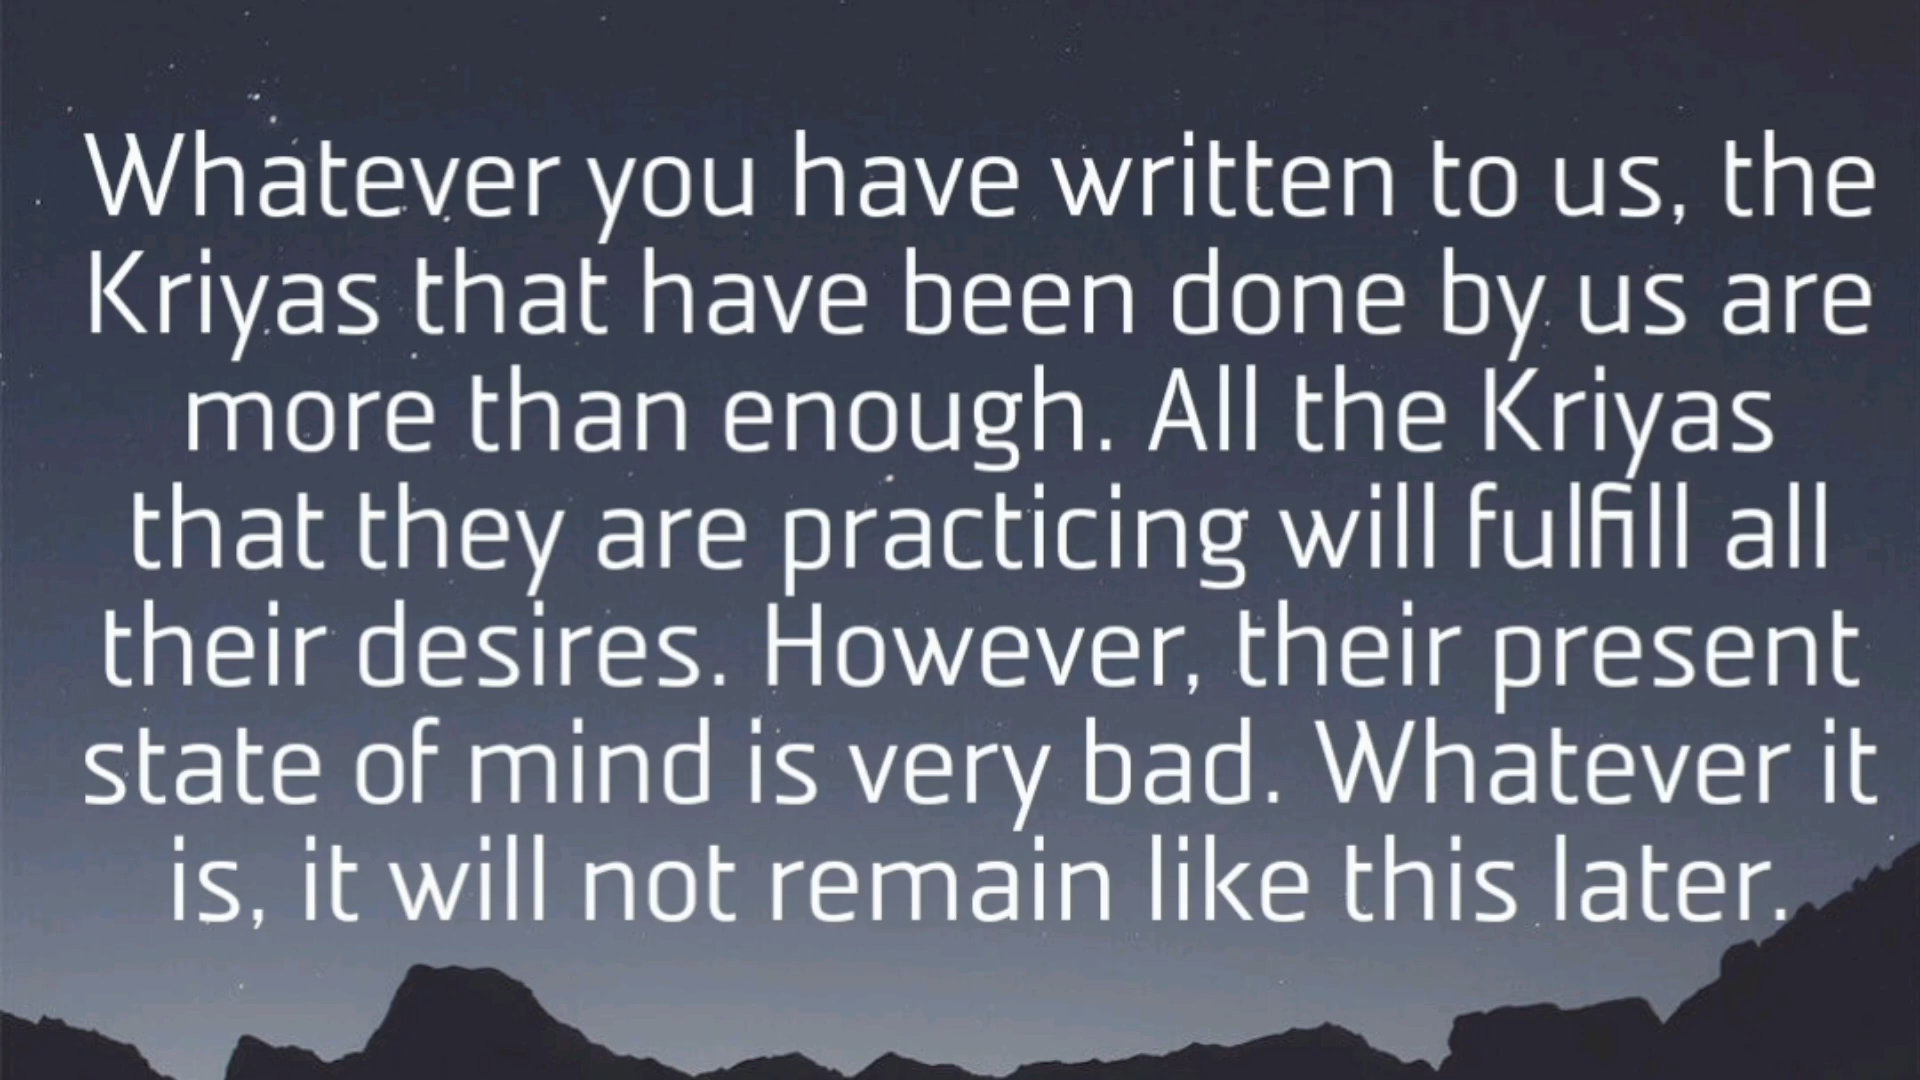 Whatever you have written to us, the
Kriyas that have been done by us are
more than enough. All the Kriyas
that they are practicing will fulfill all
their desires. However, their present
state of mind is very bad. Whatever it
is, it will not remain like this later.